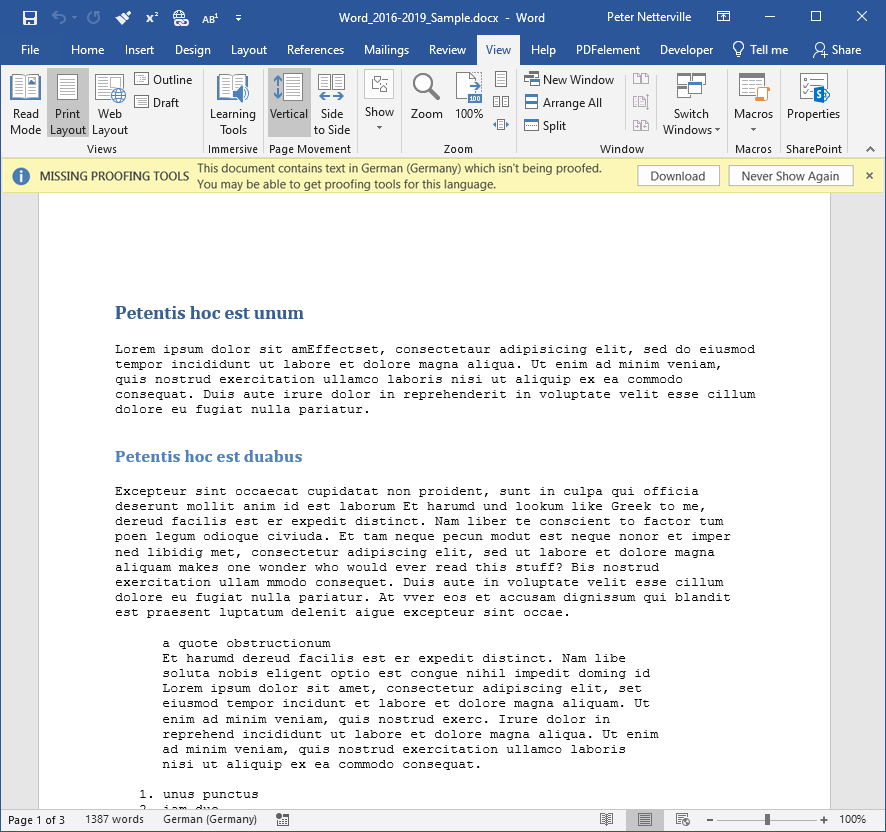 Word_2016-2019_Sample.docx - Word
Peter Netterville
File Home Insert Design Layout References Mailings Review View Help PDFelement Developer Tell me Share
Read Mode
Print Layout
Web Layout
Outline
Draft
Views
Learning Tools
Immersive
Vertical
Side to Side
Page Movement
Show
Zoom
100%
Zoom
New Window
Arrange All
Split
Switch Windows
Window
Macros
Macros
Properties
SharePoint
MISSING PROOFING TOOLS
This document contains text in German (Germany) which isn't being proofed.
You may be able to get proofing tools for this language.
Download
Never Show Again
Petentis hoc est unum
Lorem ipsum dolor sit amEffectset, consectetaur adipisicing elit, sed do eiusmod
tempor incididunt ut labore et dolore magna aliqua. Ut enim ad minim veniam,
quis nostrud exercitation ullamco laboris nisi ut aliquip ex ea commodo
consequat. Duis aute irure dolor in reprehenderit in voluptate velit esse cillum
dolore eu fugiat nulla pariatur.
Petentis hoc est duabus
Excepteur sint occaecat cupidatat non proident, sunt in culpa qui officia
deserunt mollit anim id est laborum Et harumd und lookum like Greek to me,
dereud facilis est er expedit distinct. Nam liber te conscient to factor tum
poen legum odioque civiuda. Et tam neque pecun modut est neque nonor et imper
ned libidig met, consectetur adipiscing elit, sed ut labore et dolore magna
aliquam makes one wonder who would ever read this stuff? Bis nostrud
exercitation ullam mmodo consequet. Duis aute in voluptate velit esse cillum
dolore eu fugiat nulla pariatur. At vver eos et accusam dignissum qui blandit
est praesent luptatum delenit aigue excepteur sint occae.
a quote obstructionum
Et harumd dereud facilis est er expedit distinct. Nam libe
soluta nobis eligent optio est congue nihil impedit doming id
Lorem ipsum dolor sit amet, consectetur adipiscing elit, set
eiusmod tempor incidunt et labore et dolore magna aliquam. Ut
enim ad minim veniam, quis nostrud exerc. Irure dolor in
reprehend incididunt ut labore et dolore magna aliqua. Ut enim
ad minim veniam, quis nostrud exercitation ullamco laboris
nisi ut aliquip ex ea commodo consequat.
1. unus punctus
2. iam duo
Page 1 of 3 1387 words German (Germany) 100%